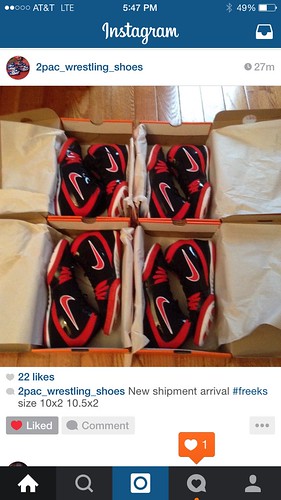 AT&T LTE 5:47 PM 49%
Instagram
2pac_wrestling_shoes 27m
22 likes
2pac_wrestling_shoes New shipment arrival #freeks
size 10x2 10.5x2
Liked Comment
1